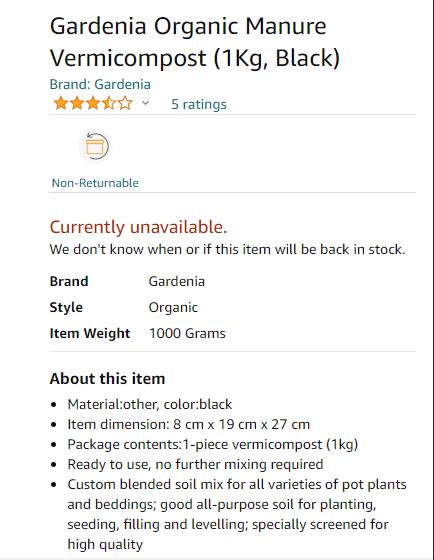 Gardenia Organic Manure
Vermicompost (1Kg, Black)
Brand: Gardenia
5 ratings
Non-Returnable
Currently unavailable.
We don't know when or if this item will be back in stock.
Brand Gardenia
Style Organic
Item Weight 1000 Grams
About this item
• Material:other, color:black
• Item dimension: 8 cm x 19 cm x 27 cm
• Package contents:1-piece vermicompost (1kg)
• Ready to use, no further mixing required
• Custom blended soil mix for all varieties of pot plants
and beddings; good all-purpose soil for planting,
seeding, filling and levelling; specially screened for
high quality